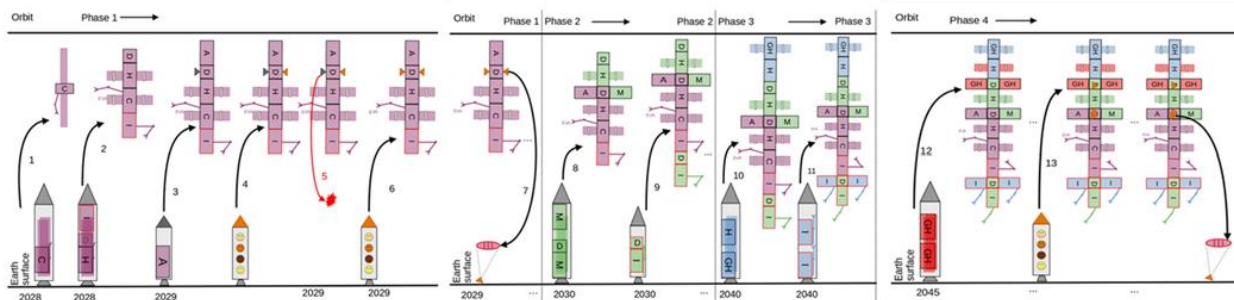 Orbit
Phase 1
Phase 1
Phase 2
Phase 2
Phase 3
Phase 3
Orbit
Phase 4
C
D
H
C
I
A
D
H
C
I
A
D
H
C
I
A
D
H
C
I
A
D
H
C
I
A
D
H
C
I
D
H
A D M
H
C
I
D
H
D
A D M
H
C
I
D
I
GH
H
D
H
A D M
H
C
I
D
I
GH
H
D
H
A D M
H
C
I
I D I
I
GH
H
GH D GH
H
A D M
H
C
I
I D I
I
GH
H
GH GH
H
A M
H
C
I
I D I
I
GH
H
GH GH
H
A M
H
C
I
I D I
I
1
2
3
4
5
6
7
8
9
10
11
12
13
...
...
...
...
C
I
D
H
A
M
D
M
D
I
H
GH
I
I
GH
GH
Earth
surface
Earth
surface
Earth
surface
2028
2028
2029
2029
2029
2029
...
2030
2030
...
2040
2040
2045
...
...